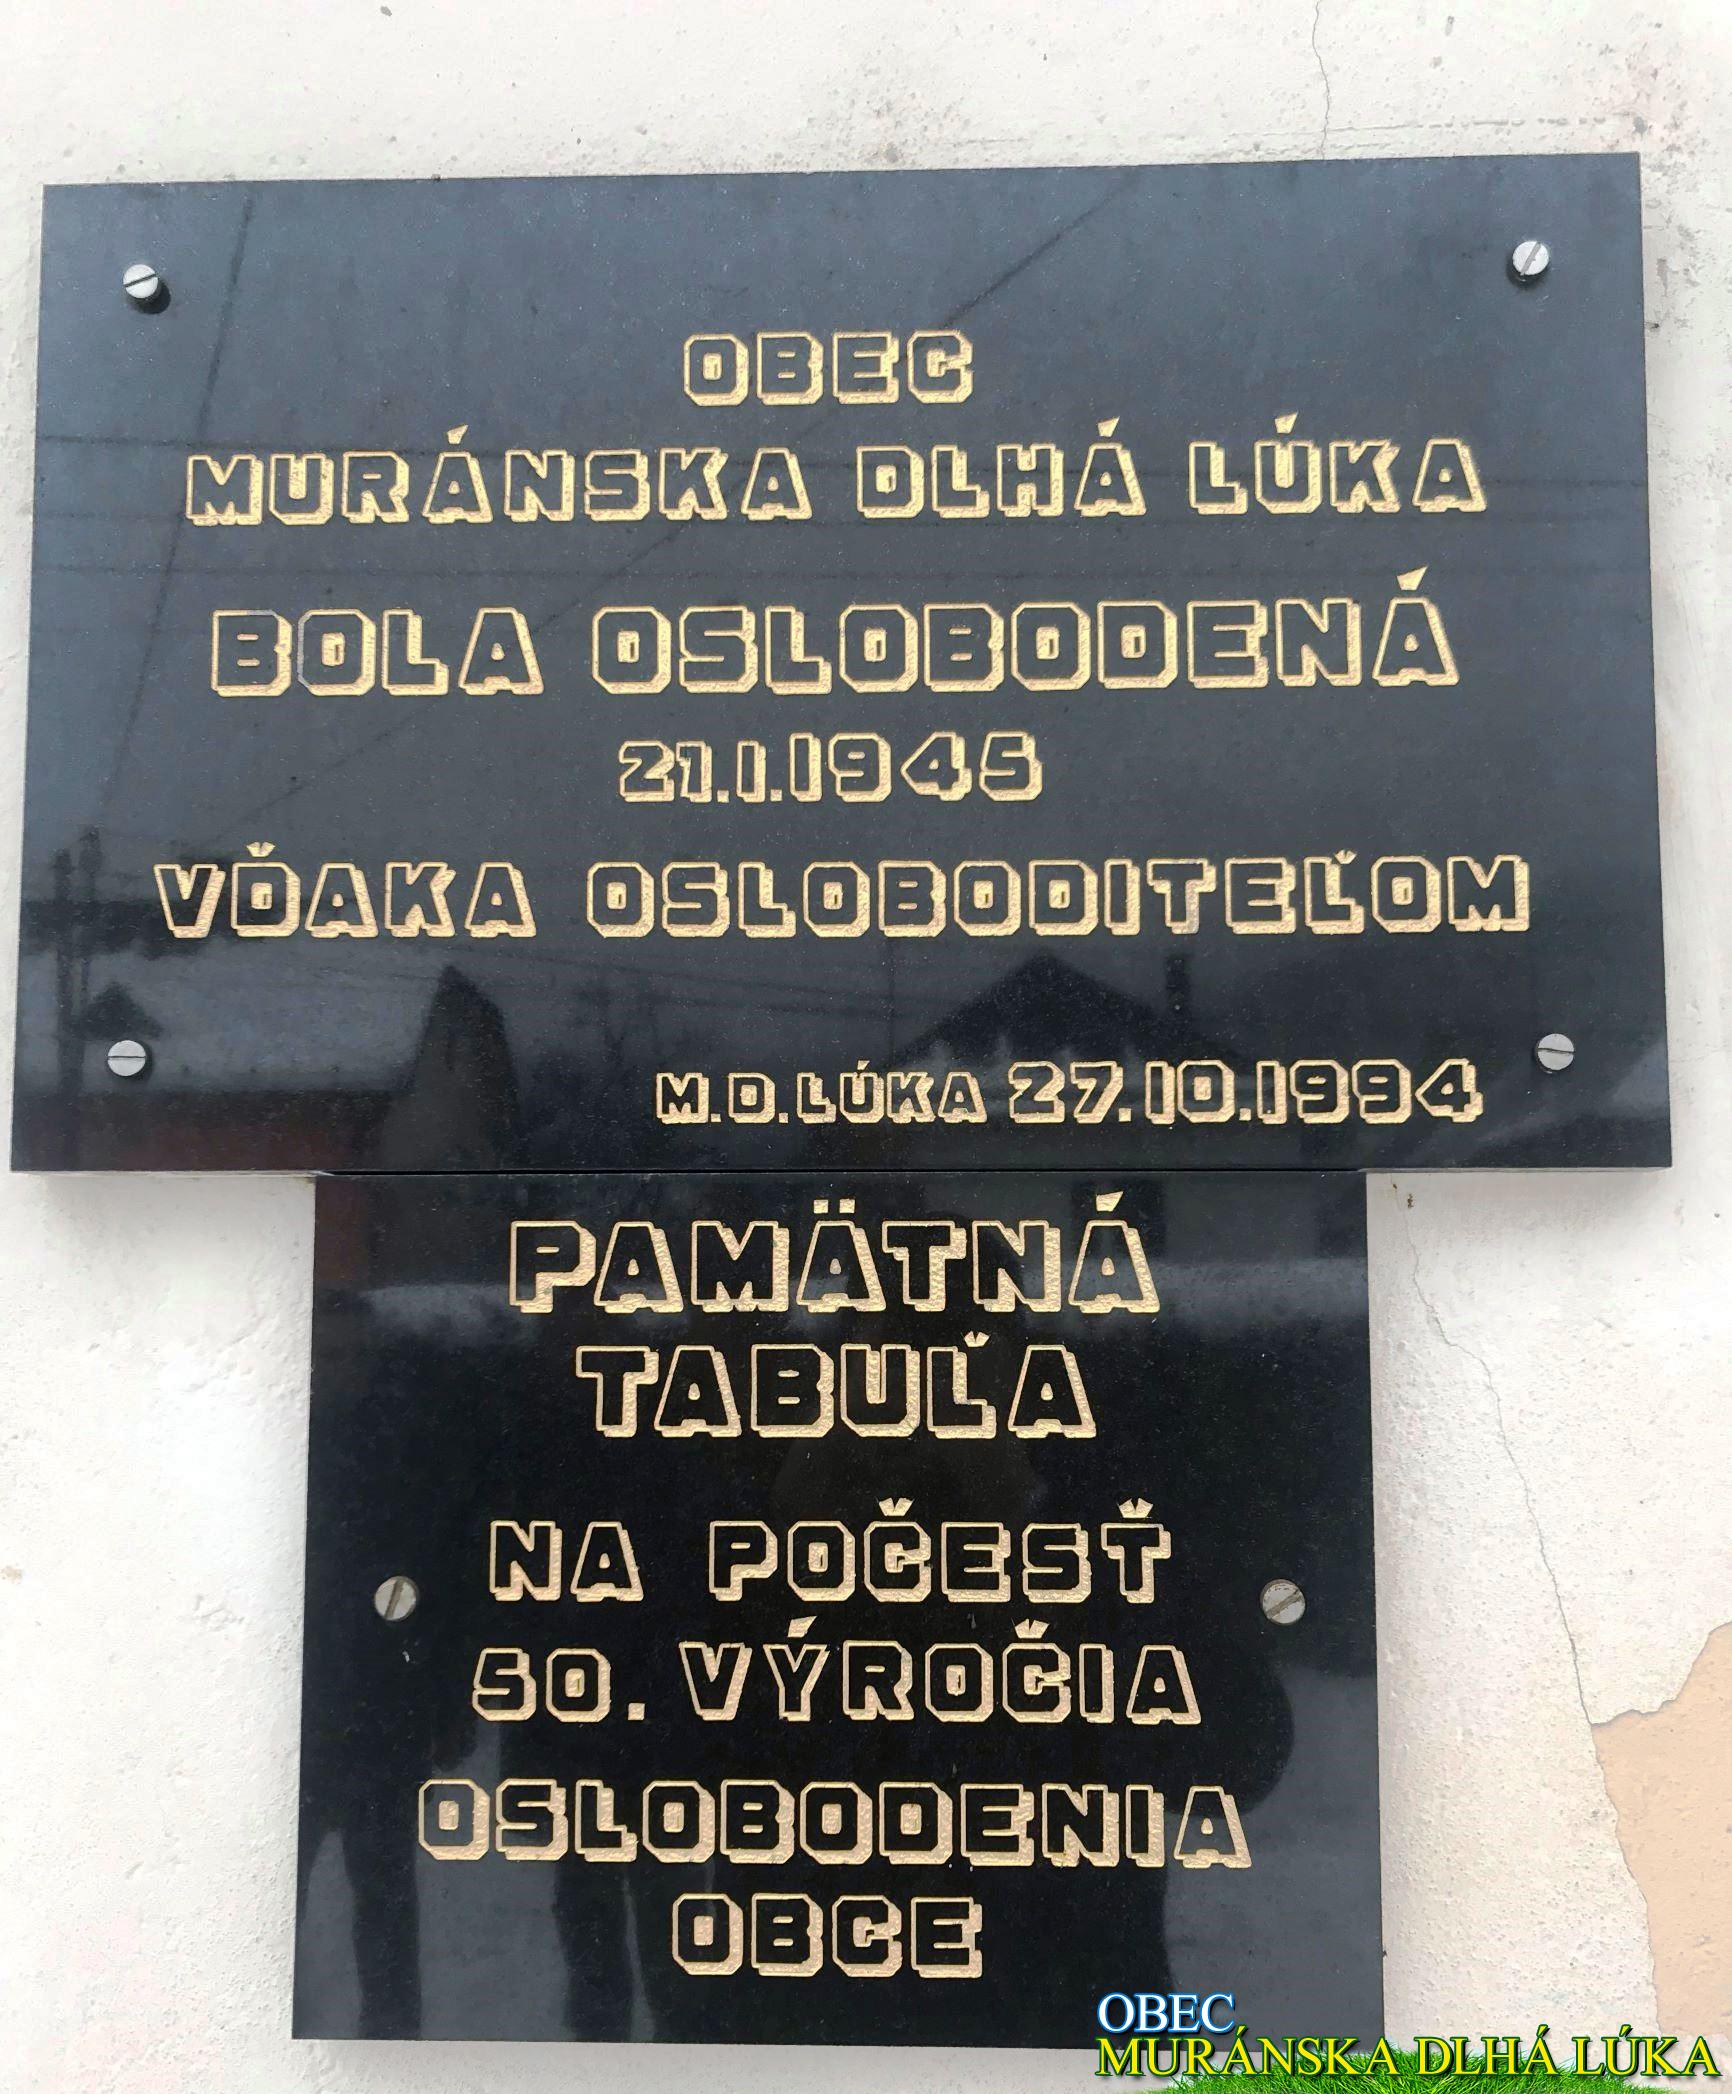 OBEC
MURÁNSKA DLHÁ LÚKA
BOLA OSLOBODENÁ
21.1.1945
VĎAKA OSLOBODITEĽOM
M.D.LÚKA 27.10.1994
PAMÄTNÁ
TABUĽA
NA POČESŤ
50. VÝROČIA
OSLOBODENIA
OBCE
OBEC
MURÁNSKA DLHÁ LÚKA